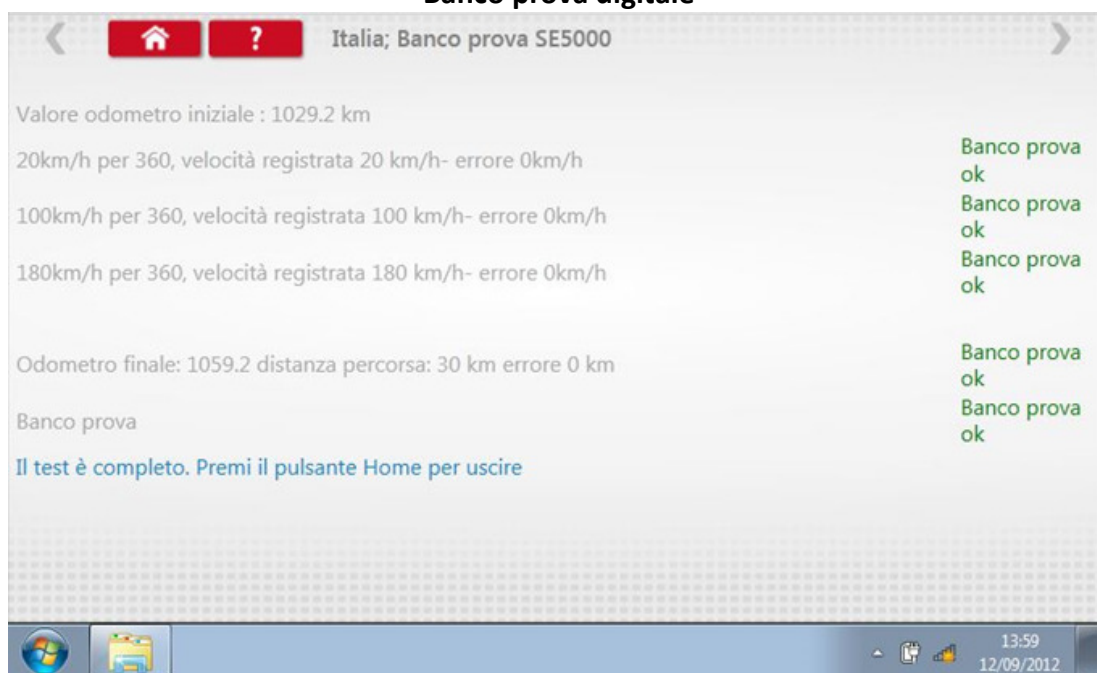 Banco prova digitale
? Italia; Banco prova SE5000
Valore odometro iniziale : 1029.2 km
20km/h per 360, velocità registrata 20 km/h- errore 0km/h
Banco prova
ok
100km/h per 360, velocità registrata 100 km/h- errore 0km/h
Banco prova
ok
180km/h per 360, velocità registrata 180 km/h- errore 0km/h
Banco prova
ok
Odometro finale: 1059.2 distanza percorsa: 30 km errore 0 km
Banco prova
ok
Banco prova
Banco prova
ok
Il test è completo. Premi il pulsante Home per uscire
13:59
12/09/2012